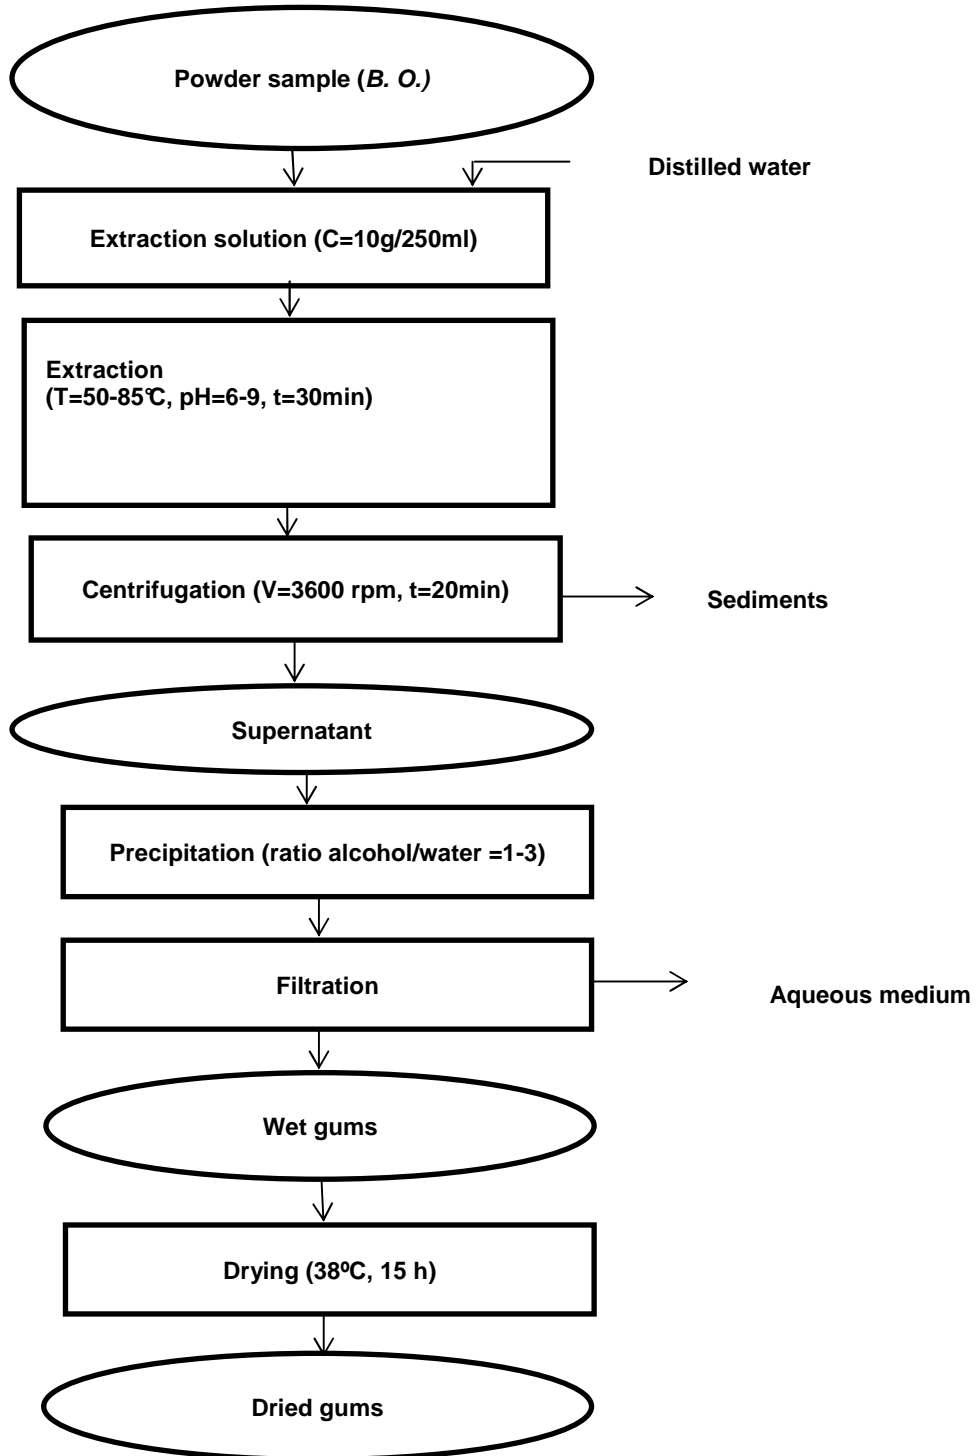 Powder sample (B. O.)
Distilled water
Extraction solution (C=10g/250ml)
Extraction
(T=50-85°C, pH=6-9, t=30min)
Centrifugation (V=3600 rpm, t=20min)
Sediments
Supernatant
Precipitation (ratio alcohol/water =1-3)
Filtration
Aqueous medium
Wet gums
Drying (38ºC, 15 h)
Dried gums